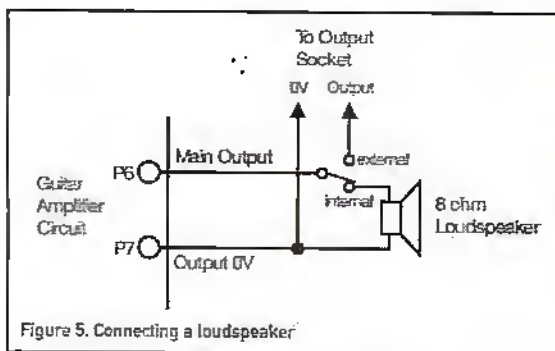 To Output
Socket
0V Output
P6
Main Output
external
Guitar
Amplifier
Circuit
internal
8 ohm
Loudspeaker
P7
Output 0V
Figure 5. Connecting a loudspeaker